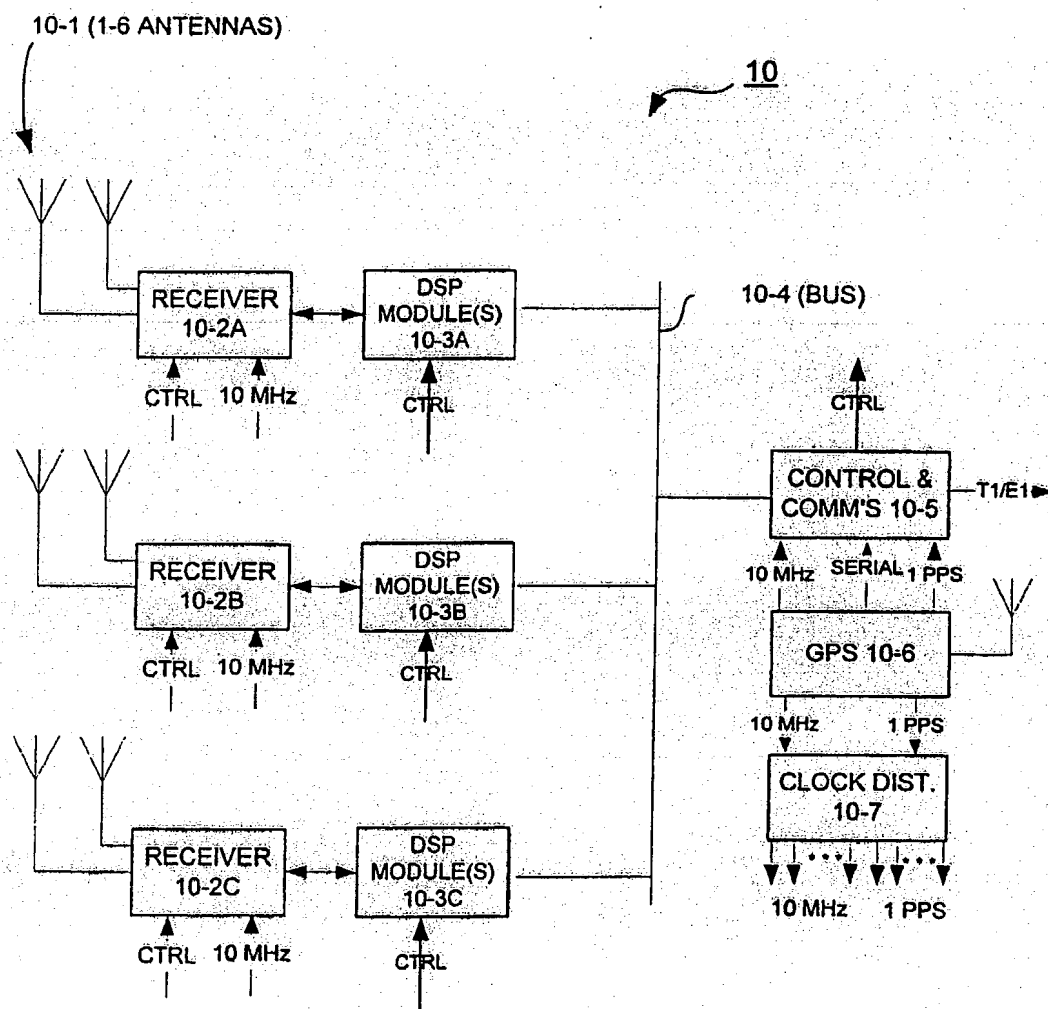 10-1 (1-6 ANTENNAS)
10
RECEIVER
10-2A
DSP
MODULE(S)
10-3A
10-4 (BUS)
CTRL
10 MHz
CTRL
CTRL
CONTROL &
COMM'S 10-5
T1/E1
RECEIVER
10-2B
DSP
MODULE(S)
10-3B
10 MHz
SERIAL
1 PPS
GPS 10-6
CTRL
10 MHz
CTRL
10 MHz
1 PPS
CLOCK DIST.
10-7
RECEIVER
10-2C
DSP
MODULE(S)
10-3C
10 MHz
1 PPS
CTRL
10 MHz
CTRL